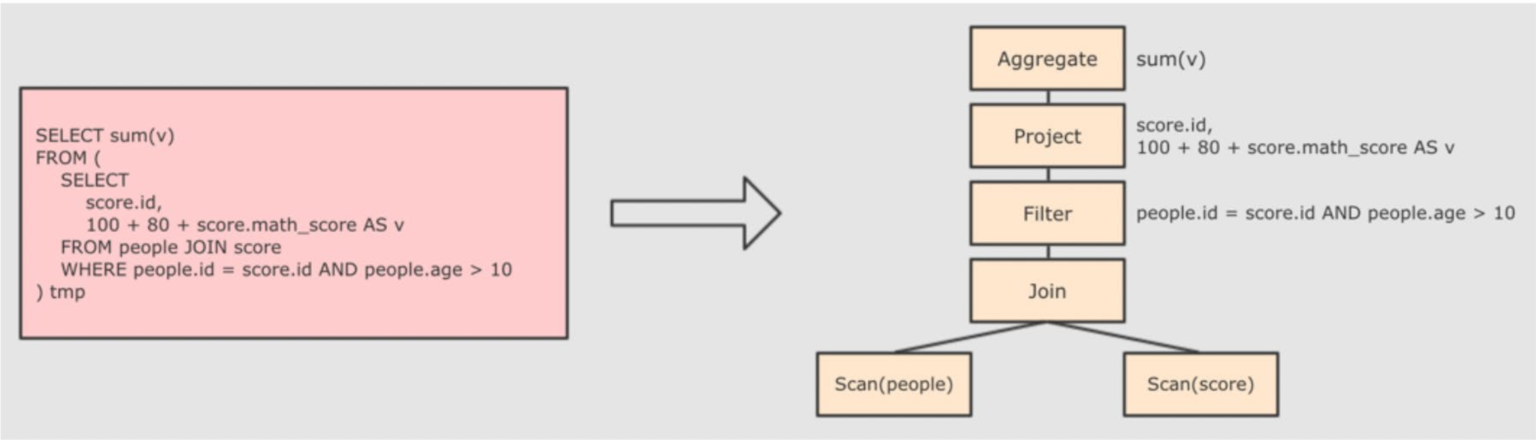 SELECT sum(v)
FROM (
SELECT
score.id,
100 + 80 + score.math_score AS v
FROM people JOIN score
WHERE people.id = score.id AND people.age > 10
) tmp
Aggregate
sum(v)
Project
score.id,
100 + 80 + score.math_score AS v
Filter
people.id = score.id AND people.age > 10
Join
Scan(people)
Scan(score)